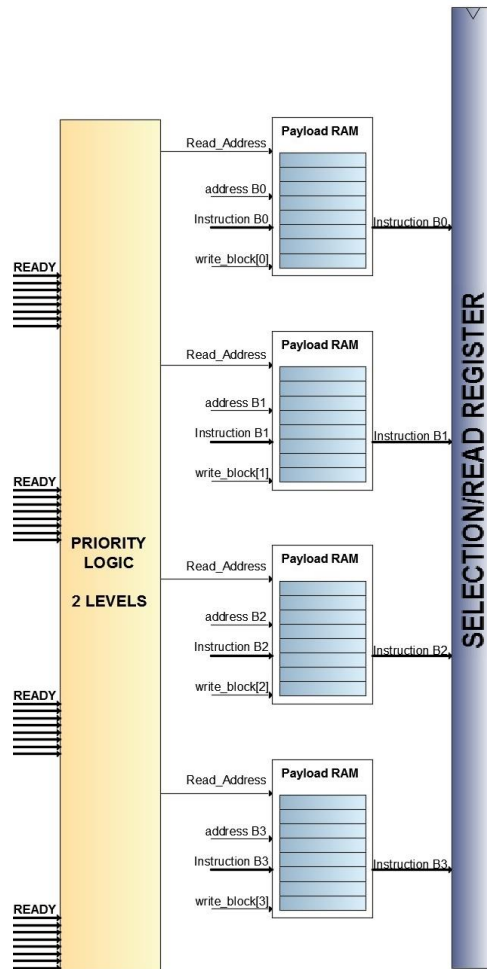 Payload RAM
Read_Address
address B0
Instruction B0
Instruction B0
write_block[0]
READY
Payload RAM
Read_Address
address B1
Instruction B1
Instruction B1
write_block[1]
READY
PRIORITY
LOGIC
2 LEVELS
Payload RAM
Read_Address
address B2
Instruction B2
Instruction B2
write_block[2]
READY
Payload RAM
Read_Address
address B3
Instruction B3
Instruction B3
write_block[3]
READY
SELECTION/READ REGISTER